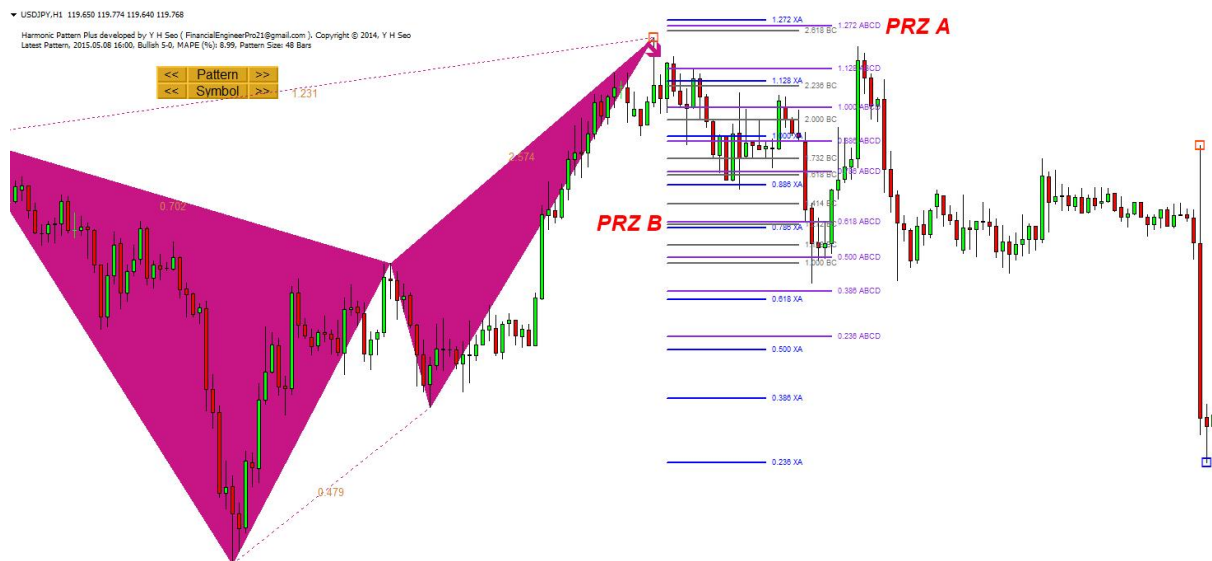 USDJPY,H1 119.650 119.774 119.640 119.768
Harmonic Pattern Plus developed by Y H Seo ( FinancialEngineerPro21@gmail.com ). Copyright © 2014, Y H Seo
Latest Pattern, 2015.05.08 16:00, Bullish 5-0, MAPE (%): 8.99, Pattern Size: 48 Bars
<< Pattern >>
<< Symbol >>
1.231
2.574
0.702
0.479
1.272 XA
1.272 ABCD
PRZ A
2.618 BC
1.128 ABCD
1.128 XA
2.236 BC
1.000 ABCD
2.000 BC
1.000 XA
0.886 ABCD
1.732 BC
1.618 BC
0.886 XA
PRZ B
0.618 ABCD
0.786 XA
0.500 ABCD
1.000 BC
0.386 ABCD
0.618 XA
0.236 ABCD
0.500 XA
0.386 XA
0.236 XA